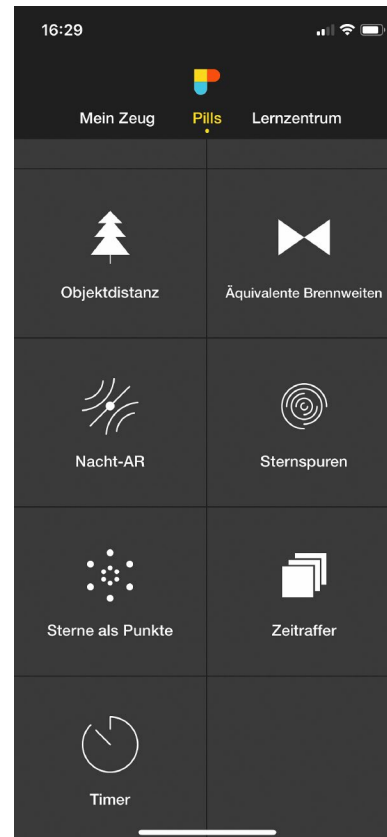 16:29
Mein Zeug Pills Lernzentrum
Objektdistanz
Äquivalente Brennweiten
Nacht-AR
Sternspuren
Sterne als Punkte
Zeitraffer
Timer